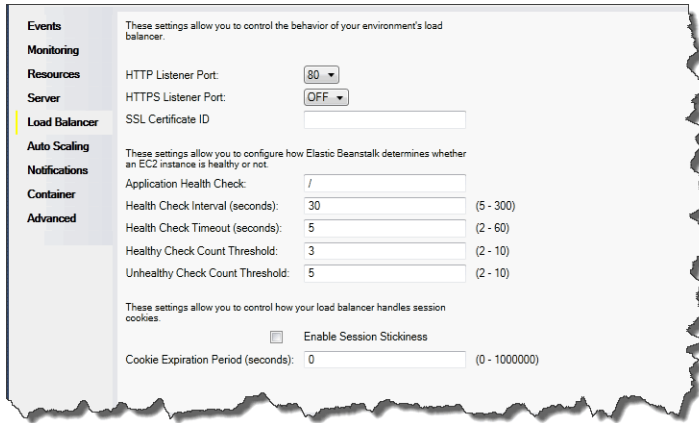 Events
Monitoring
Resources
Server
Load Balancer
Auto Scaling
Notifications
Container
Advanced
These settings allow you to control the behavior of your environment's load
balancer.
HTTP Listener Port: 80
HTTPS Listener Port: OFF
SSL Certificate ID
These settings allow you to configure how Elastic Beanstalk determines whether
an EC2 instance is healthy or not.
Application Health Check: /
Health Check Interval (seconds): 30 (5 - 300)
Health Check Timeout (seconds): 5 (2 - 60)
Healthy Check Count Threshold: 3 (2 - 10)
Unhealthy Check Count Threshold: 5 (2 - 10)
These settings allow you to control how your load balancer handles session
cookies.
Enable Session Stickiness
Cookie Expiration Period (seconds): 0 (0 - 1000000)